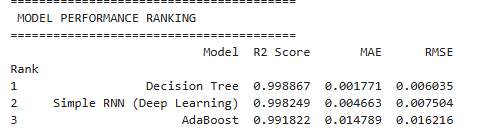 ========================================
MODEL PERFORMANCE RANKING
========================================
Model R2 Score MAE RMSE
Rank
1 Decision Tree 0.998867 0.001771 0.006035
2 Simple RNN (Deep Learning) 0.998249 0.004663 0.007504
3 AdaBoost 0.991822 0.014789 0.016216